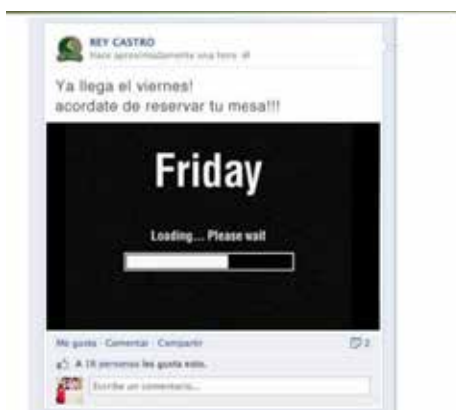 REY CASTRO
Hace aproximadamente una hora
Ya llega el viernes!
acordate de reservar tu mesa!!!
Friday
Loading... Please wait
Me gusta · Comentar · Compartir
2
A 18 personas les gusta esto.
Escribe un comentario...